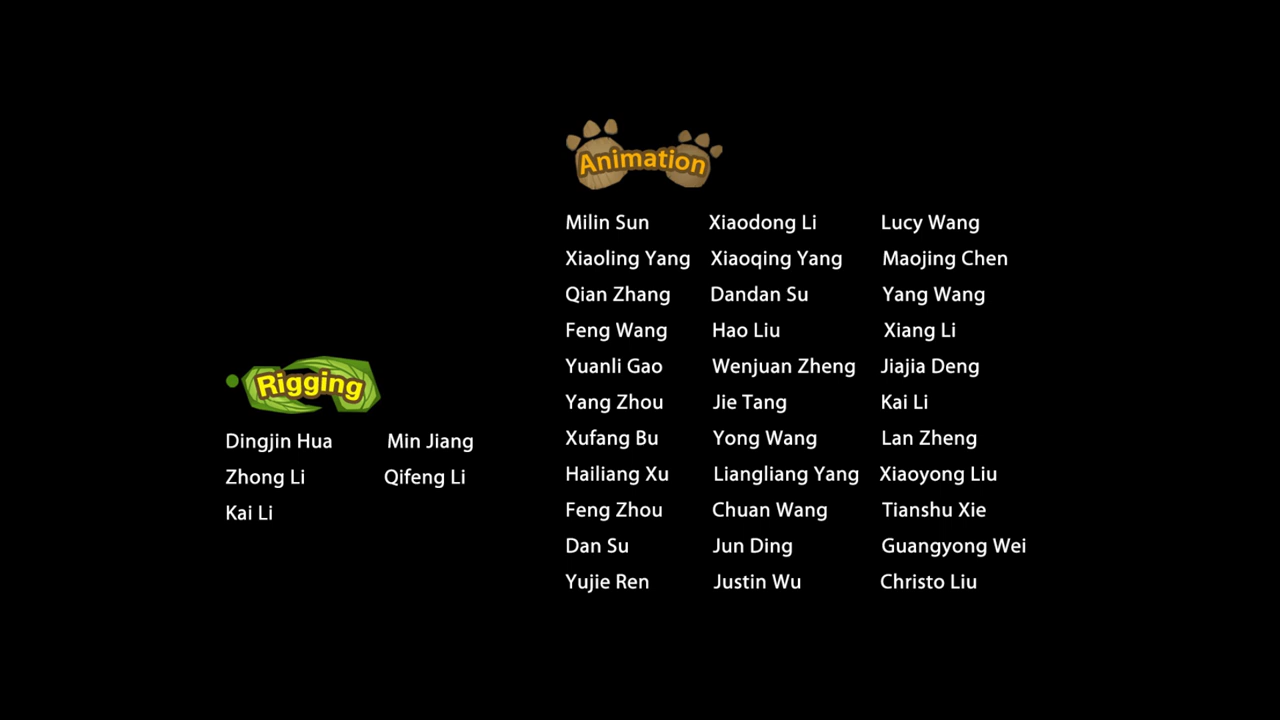 Animation
Milin Sun Xiaodong Li Lucy Wang
Xiaoling Yang Xiaoqing Yang Maojing Chen
Qian Zhang Dandan Su Yang Wang
Feng Wang Hao Liu Xiang Li
Yuanli Gao Wenjuan Zheng Jiajia Deng
Yang Zhou Jie Tang Kai Li
Xufang Bu Yong Wang Lan Zheng
Hailiang Xu Liangliang Yang Xiaoyong Liu
Feng Zhou Chuan Wang Tianshu Xie
Dan Su Jun Ding Guangyong Wei
Yujie Ren Justin Wu Christo Liu
Rigging
Dingjin Hua Min Jiang
Zhong Li Qifeng Li
Kai Li